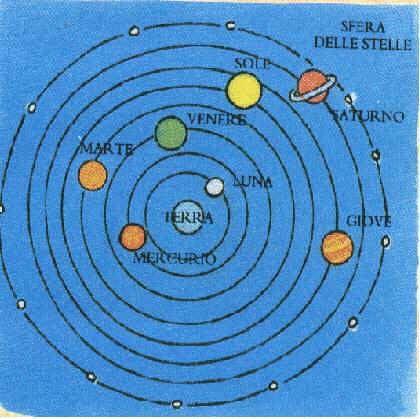 SFERA
DELLE STELLE
SOLE
SATURNO
VENERE
MARTE
LUNA
TERRA
GIOVE
MERCURIO